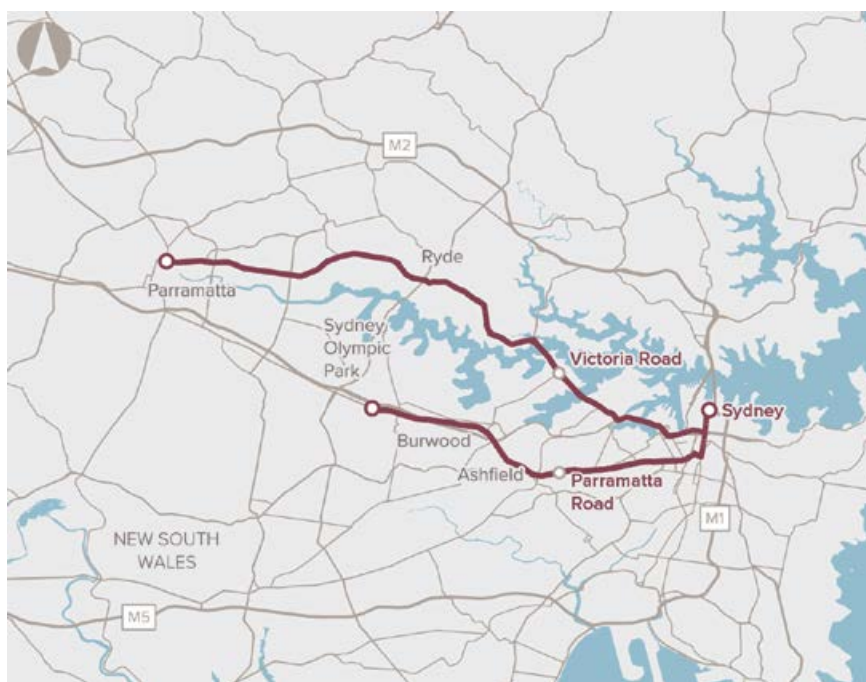 M2
Ryde
Parramatta
Sydney
Olympic
Park
Victoria Road
Sydney
Burwood
Ashfield
Parramatta
Road
M1
NEW SOUTH
WALES
M5